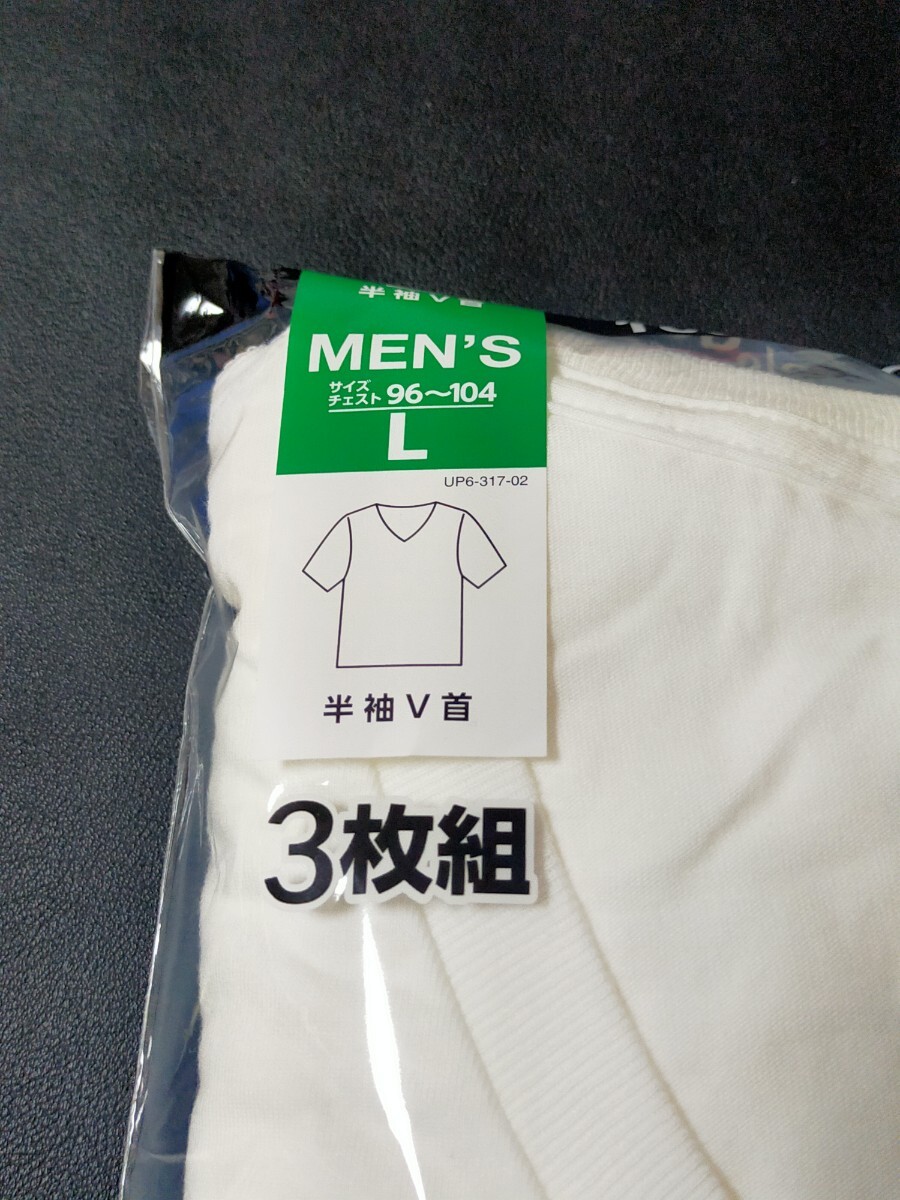 半袖V首
MEN'S
サイズ
チェスト 96〜104
L
UP6-317-02
半袖V首
3枚組